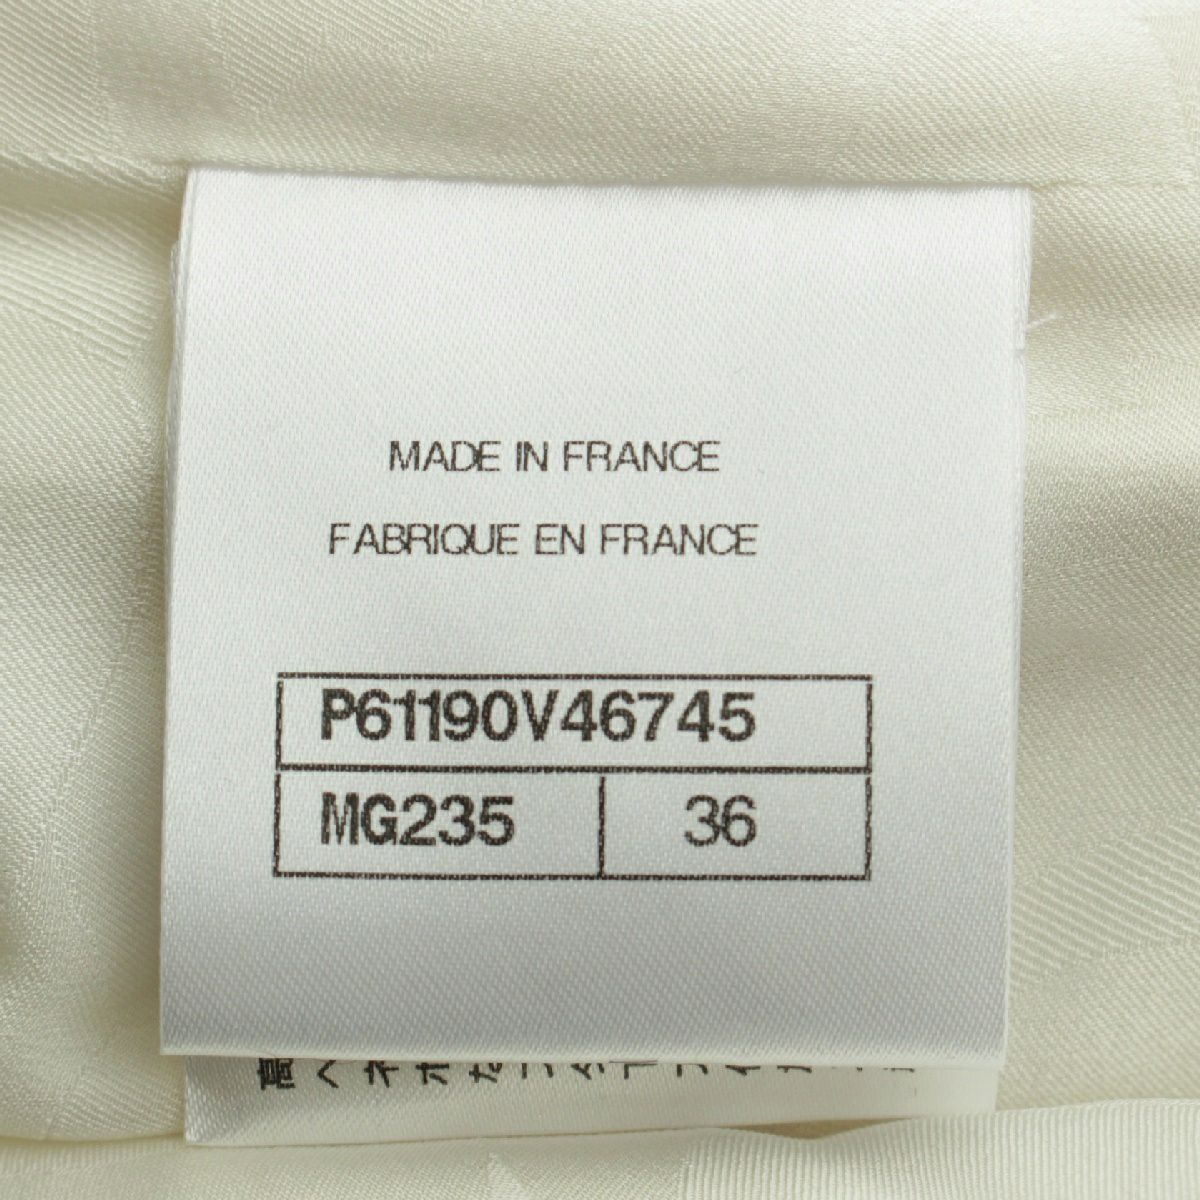 MADE IN FRANCE
FABRIQUE EN FRANCE
P61190V46745
MG235 36